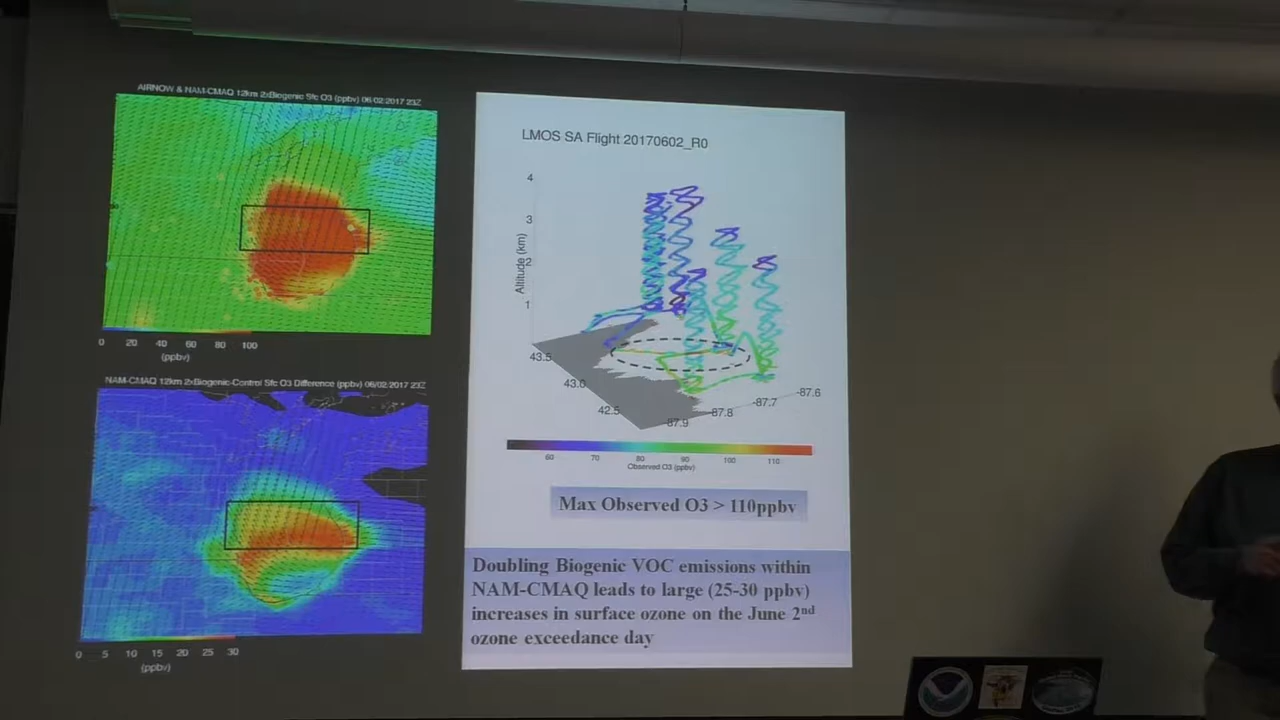 AIRNOW & NAM-CMAQ 12km 2xBiogenic Sfc O3 (ppbv) 06/02/2017 23Z
0 20 40 60 80 100
(ppbv)
NAM-CMAQ 12km 2xBiogenic-Control Sfc O3 Difference (ppbv) 06/02/2017 23Z
0 5 10 15 20 25 30
(ppbv)
LMOS SA Flight 20170602_R0
4
3
2
1
Altitude (km)
43.5
43.0
42.5
-87.9
-87.8
-87.7
-87.6
60 70 80 90 100 110
Observed O3 (ppbv)
Max Observed O3 > 110ppbv
Doubling Biogenic VOC emissions within
NAM-CMAQ leads to large (25-30 ppbv)
increases in surface ozone on the June 2nd
ozone exceedance day